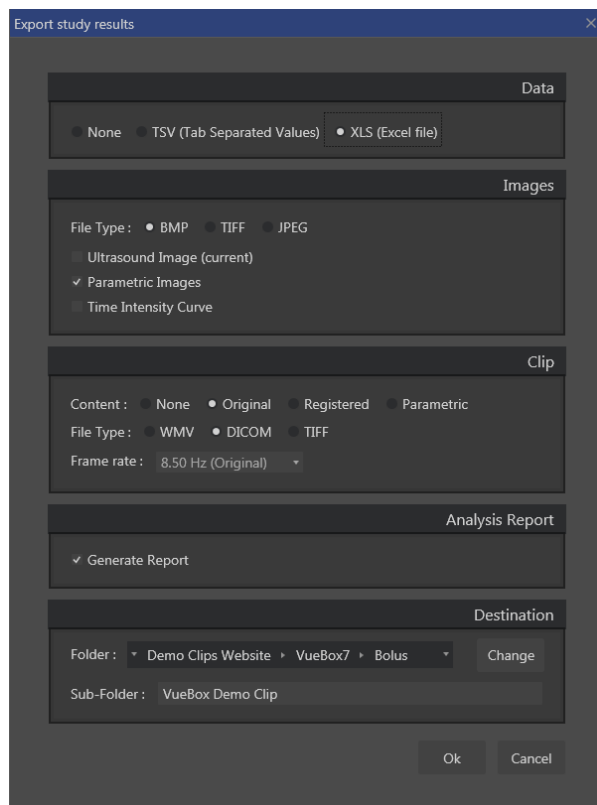 Export study results
Data
None TSV (Tab Separated Values) XLS (Excel file)
Images
File Type : BMP TIFF JPEG
Ultrasound Image (current)
Parametric Images
Time Intensity Curve
Clip
Content : None Original Registered Parametric
File Type : WMV DICOM TIFF
Frame rate : 8.50 Hz (Original)
Analysis Report
Generate Report
Destination
Folder : Demo Clips Website VueBox7 Bolus Change
Sub-Folder : VueBox Demo Clip
Ok Cancel